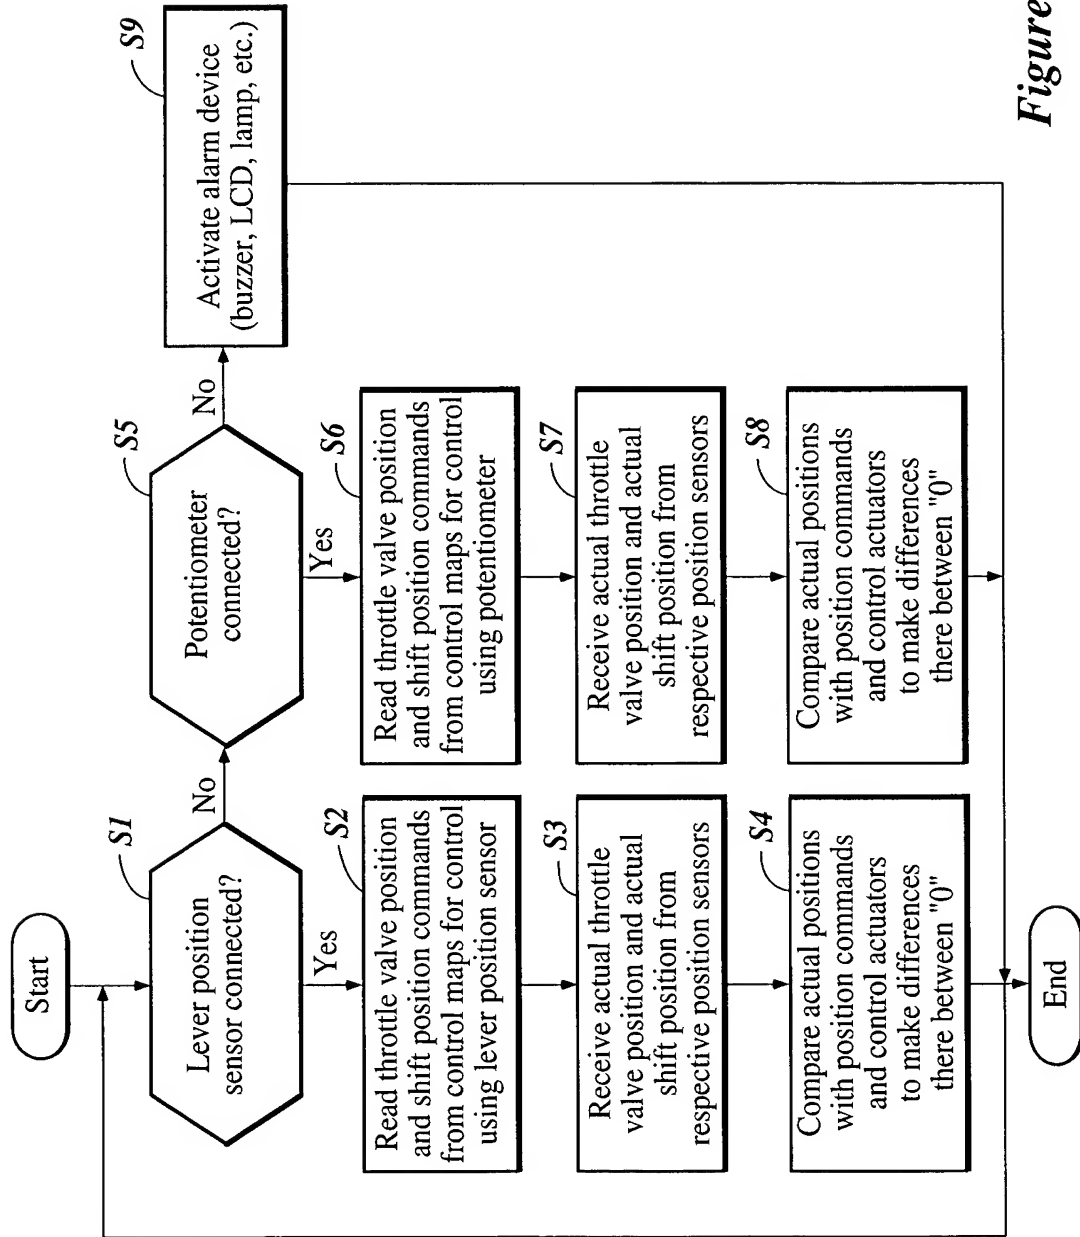 Start
S1
Lever position
sensor connected?
No
Yes
S2
Read throttle valve position
and shift position commands
from control maps for control
using lever position sensor
S3
Receive actual throttle
valve position and actual
shift position from
respective position sensors
S4
Compare actual positions
with position commands
and control actuators
to make differences
there between "0"
End
S5
Potentiometer
connected?
No
Yes
S6
Read throttle valve position
and shift position commands
from control maps for control
using potentiometer
S7
Receive actual throttle
valve position and actual
shift position from
respective position sensors
S8
Compare actual positions
with position commands
and control actuators
to make differences
there between "0"
S9
Activate alarm device
(buzzer, LCD, lamp, etc.)
Figure